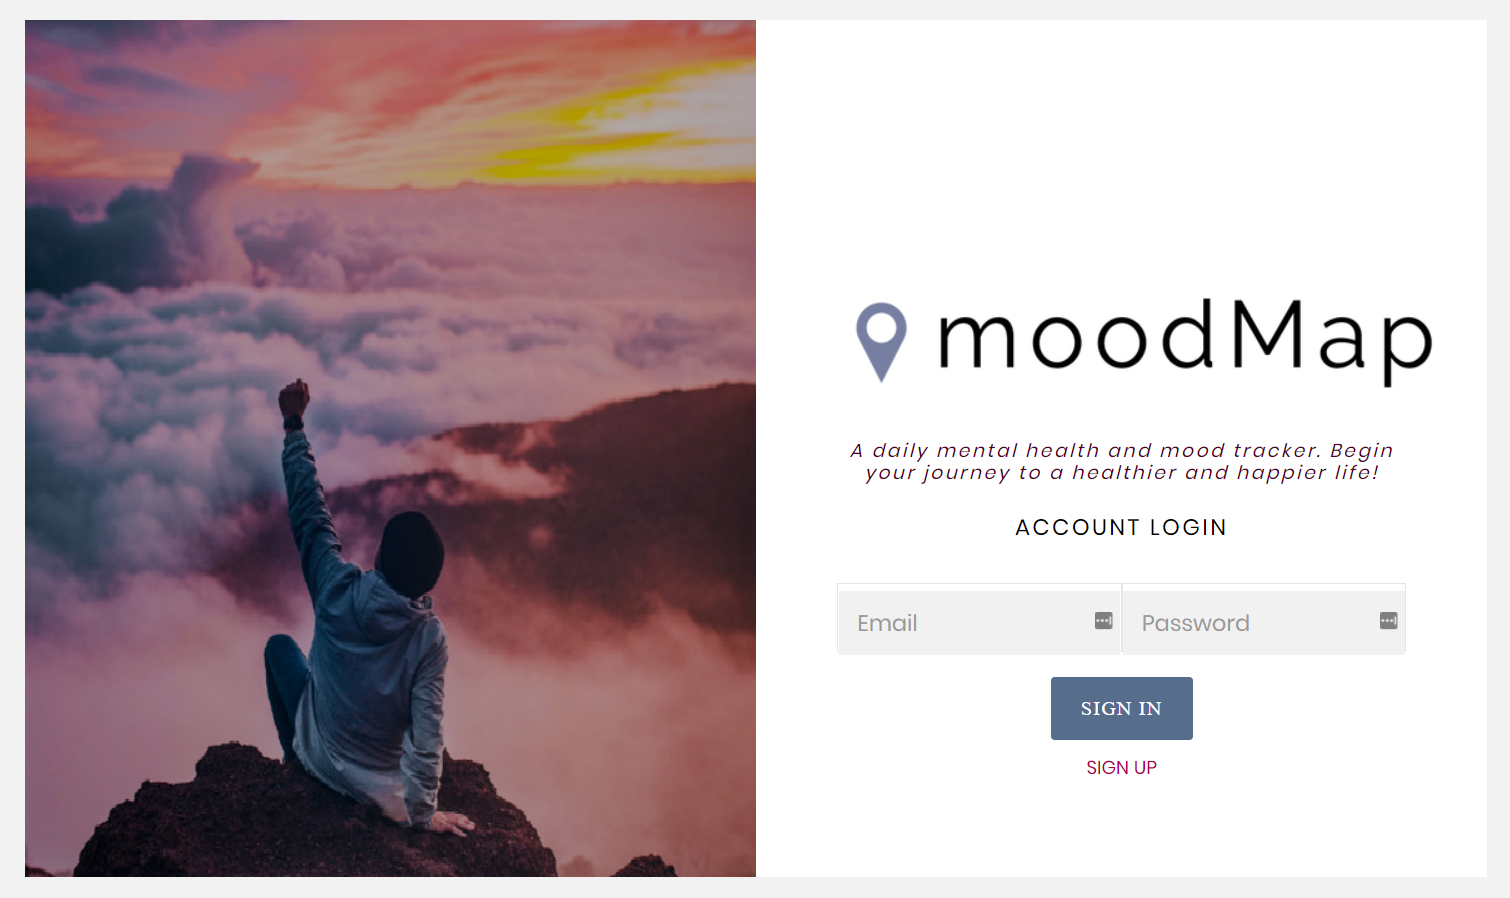 moodMap
A daily mental health and mood tracker. Begin
your journey to a healthier and happier life!
ACCOUNT LOGIN
Email Password
SIGN IN
SIGN UP